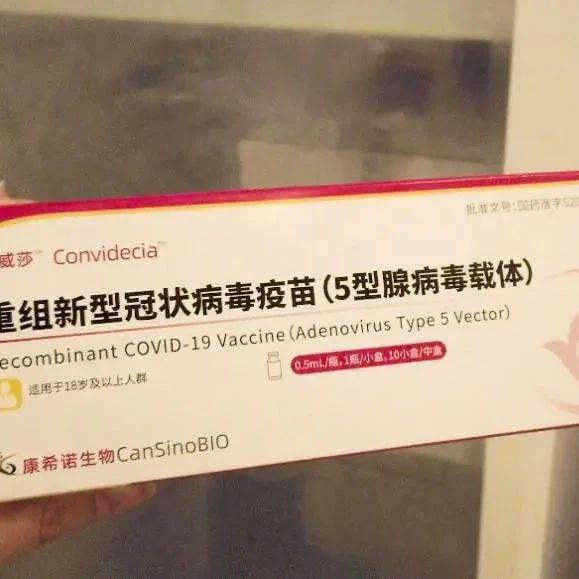 批准文号:国药准字S20
威莎™ Convidecia™
重组新型冠状病毒疫苗(5型腺病毒载体)
ecombinant COVID-19 Vaccine (Adenovirus Type 5 Vector)
0.5mL/瓶,1瓶/小盒,10小盒/中盒
适用于18岁及以上人群
康希诺生物CanSinoBIO